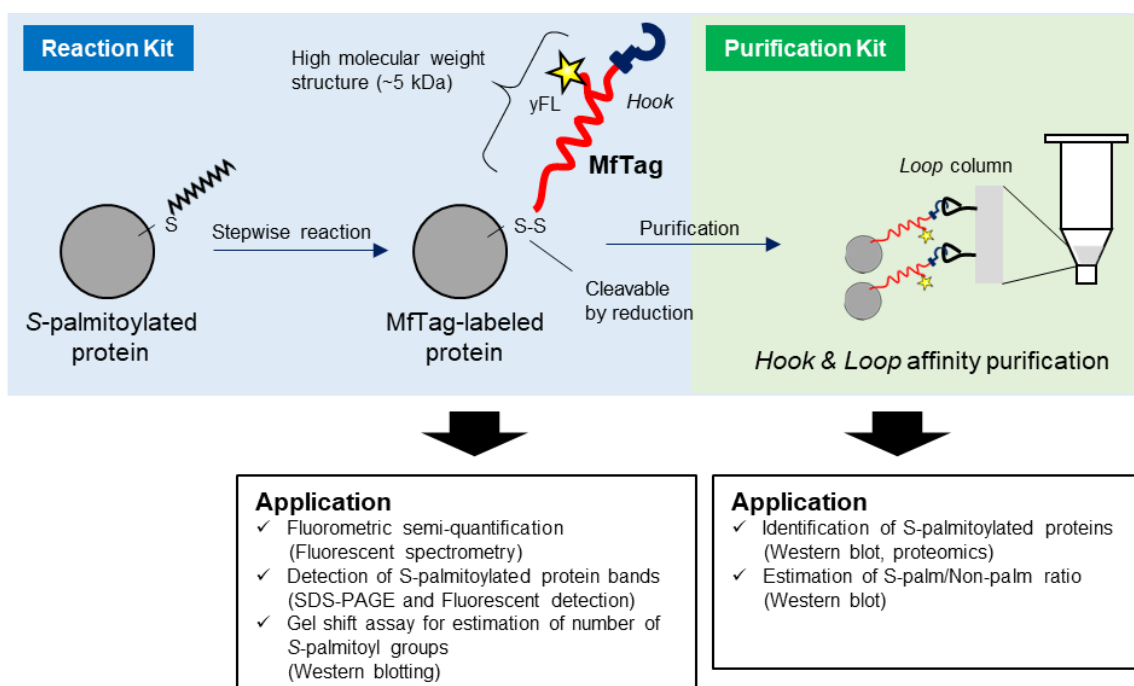 Reaction Kit
High molecular weight
structure (~5 kDa)
yFL
Hook
MfTag
S
Stepwise reaction
S-S
Cleavable
by reduction
S-palmitoylated
protein
MfTag-labeled
protein
Purification
Purification Kit
Loop column
Hook & Loop affinity purification
Application
✓ Fluorometric semi-quantification
(Fluorescent spectrometry)
✓ Detection of S-palmitoylated protein bands
(SDS-PAGE and Fluorescent detection)
✓ Gel shift assay for estimation of number of
S-palmitoyl groups
(Western blotting)
Application
✓ Identification of S-palmitoylated proteins
(Western blot, proteomics)
✓ Estimation of S-palm/Non-palm ratio
(Western blot)